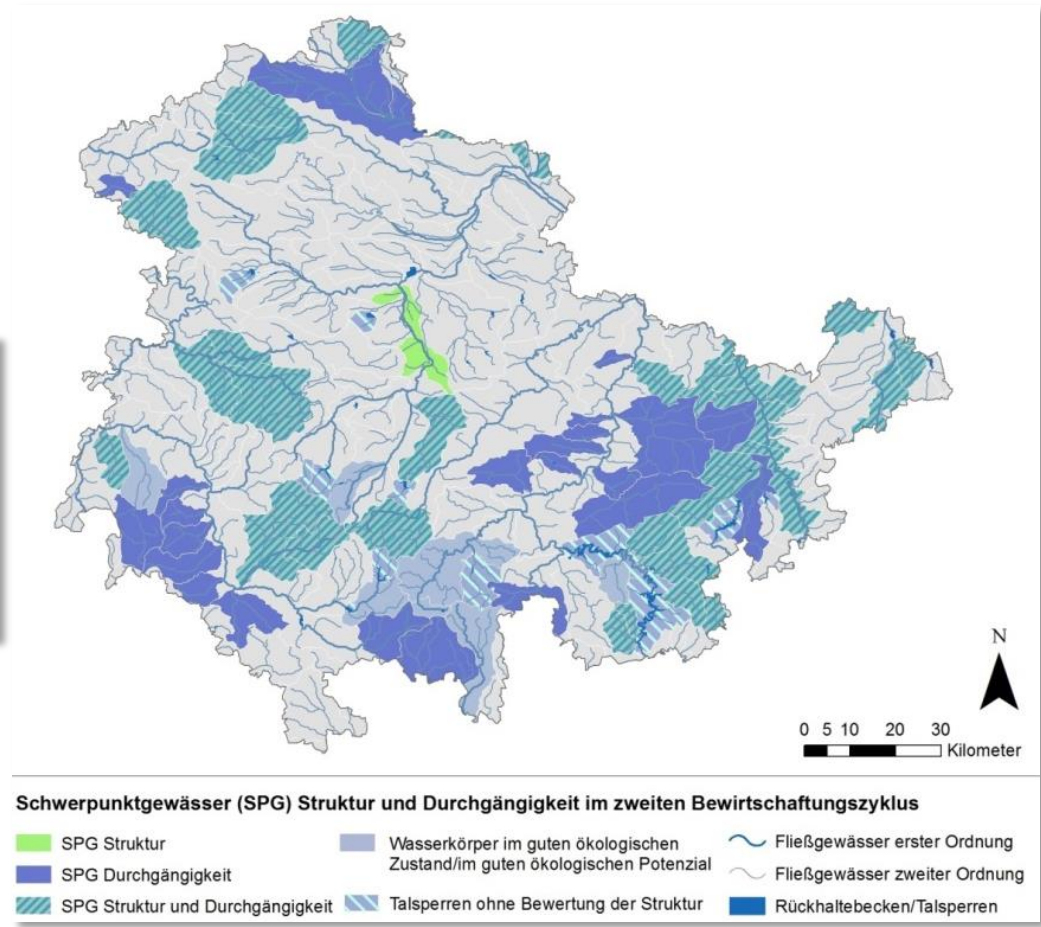 N
0 5 10 20 30
Kilometer
Schwerpunktgewässer (SPG) Struktur und Durchgängigkeit im zweiten Bewirtschaftungszyklus
SPG Struktur
SPG Durchgängigkeit
SPG Struktur und Durchgängigkeit
Wasserkörper im guten ökologischen
Zustand/im guten ökologischen Potenzial
Talsperren ohne Bewertung der Struktur
Fließgewässer erster Ordnung
Fließgewässer zweiter Ordnung
Rückhaltebecken/Talsperren